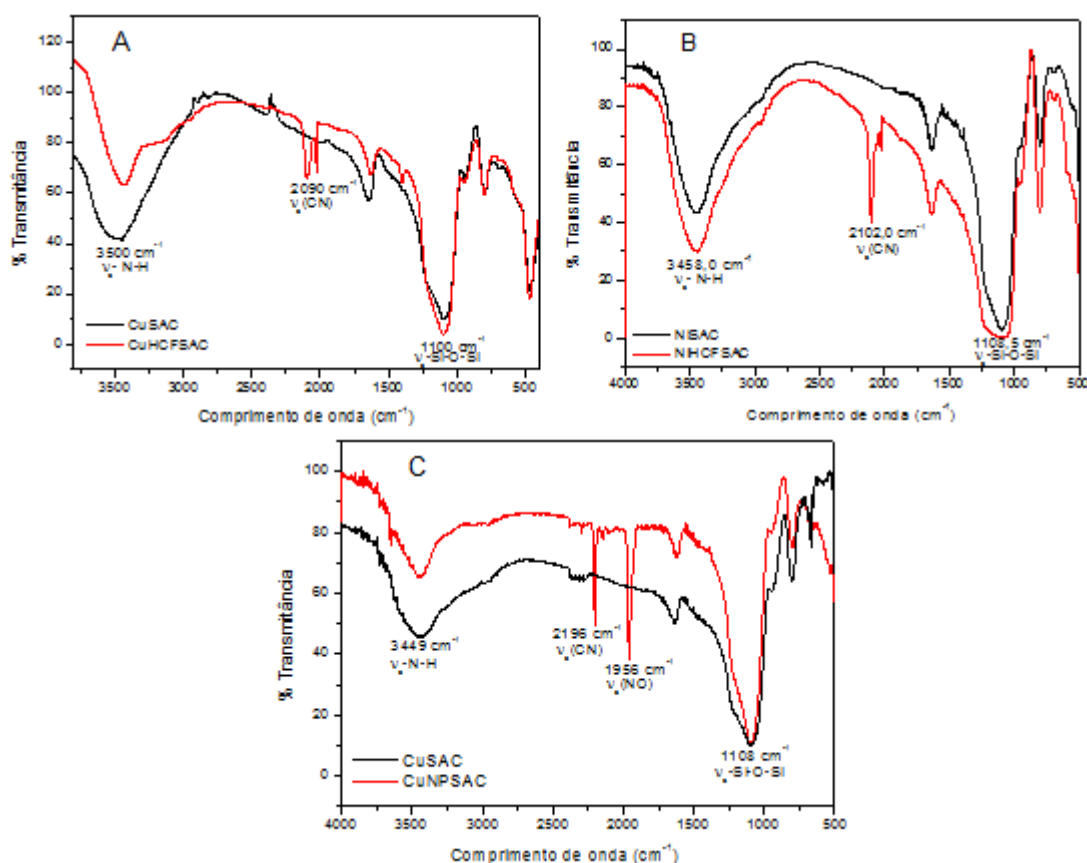 A
% Transmitância
120
100
80
60
40
20
0
2090 cm⁻¹
νs(CN)
3500 cm⁻¹
νs- N-H
1100 cm⁻¹
νs-Si-O-Si
CuSAC
CuHCFSAC
3500 3000 2500 2000 1500 1000 500
Comprimento de onda (cm⁻¹)
B
% Transmitância
100
80
60
40
20
0
2102,0 cm⁻¹
νs(CN)
3458,0 cm⁻¹
νs- N-H
1108,5 cm⁻¹
νs-Si-O-Si
NiSAC
NiHCFSAC
4000 3500 3000 2500 2000 1500 1000 500
Comprimento de onda (cm⁻¹)
C
% Transmitância
100
80
60
40
20
0
3449 cm⁻¹
νs-N-H
2196 cm⁻¹
νs(CN)
1956 cm⁻¹
νs(NO)
1108 cm⁻¹
νs-Si-O-Si
CuSAC
CuNPSAC
4000 3500 3000 2500 2000 1500 1000 500
Comprimento de onda (cm⁻¹)